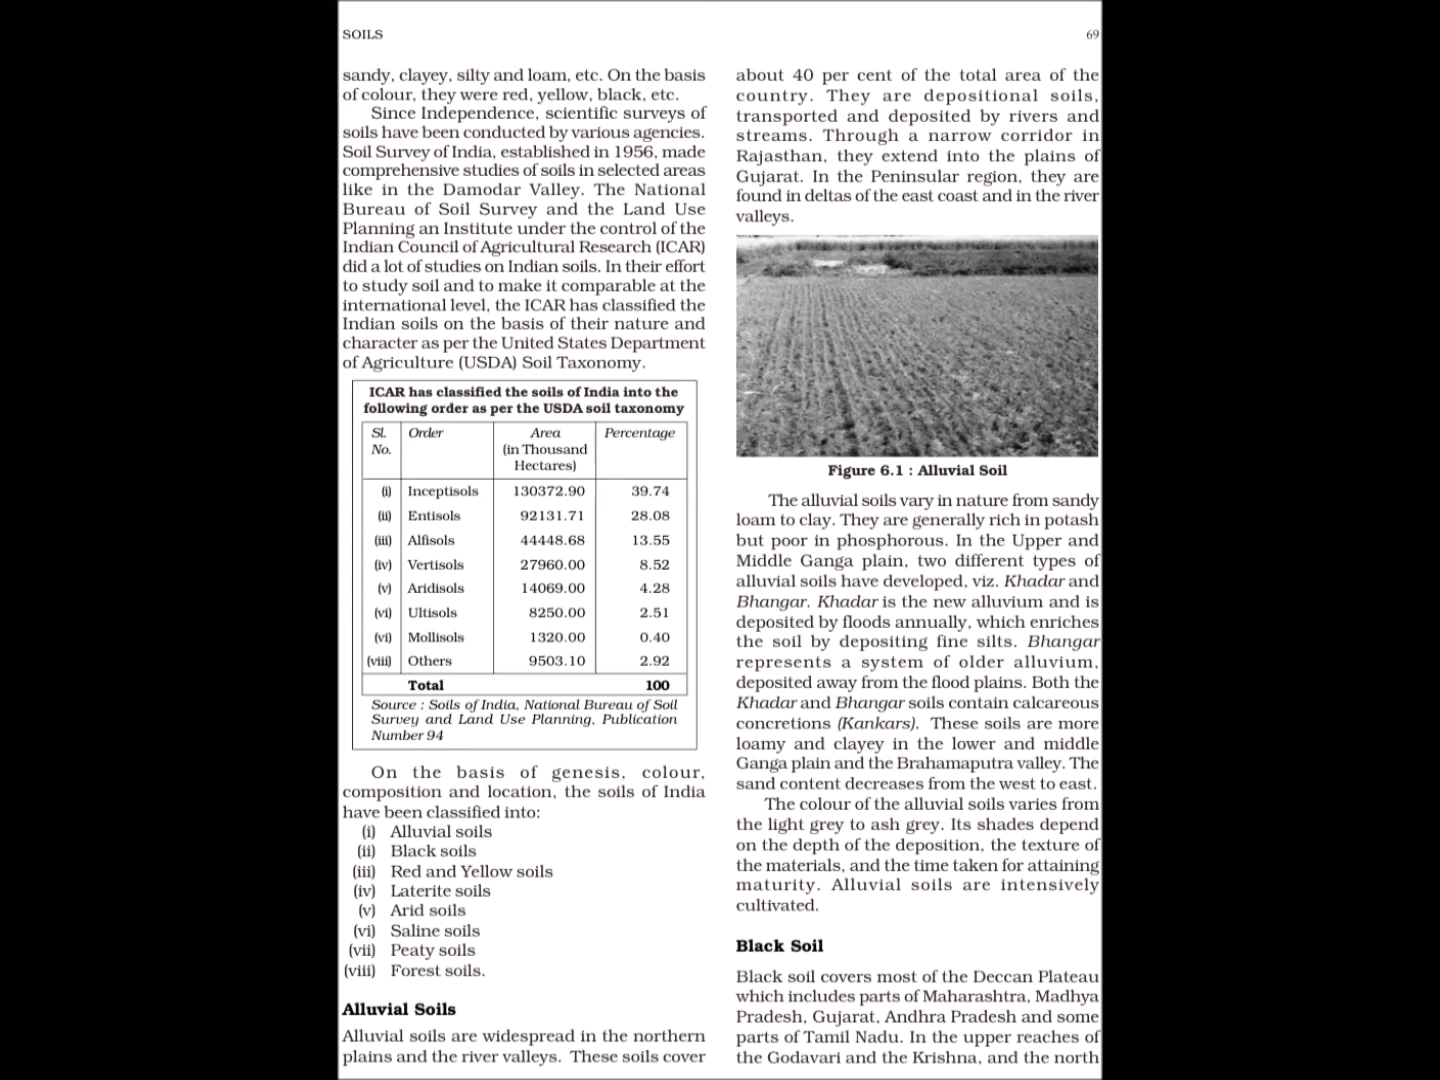 SOILS
69
sandy, clayey, silty and loam, etc. On the basis
of colour, they were red, yellow, black, etc.
Since Independence, scientific surveys of
soils have been conducted by various agencies.
Soil Survey of India, established in 1956, made
comprehensive studies of soils in selected areas
like in the Damodar Valley. The National
Bureau of Soil Survey and the Land Use
Planning an Institute under the control of the
Indian Council of Agricultural Research (ICAR)
did a lot of studies on Indian soils. In their effort
to study soil and to make it comparable at the
international level, the ICAR has classified the
Indian soils on the basis of their nature and
character as per the United States Department
of Agriculture (USDA) Soil Taxonomy.
ICAR has classified the soils of India into the
following order as per the USDA soil taxonomy
Sl. Order Area Percentage
No. (in Thousand
Hectares)
(i) Inceptisols 130372.90 39.74
(ii) Entisols 92131.71 28.08
(iii) Alfisols 44448.68 13.55
(iv) Vertisols 27960.00 8.52
(v) Aridisols 14069.00 4.28
(vi) Ultisols 8250.00 2.51
(vi) Mollisols 1320.00 0.40
(viii) Others 9503.10 2.92
Total 100
Source : Soils of India, National Bureau of Soil
Survey and Land Use Planning, Publication
Number 94
On the basis of genesis, colour,
composition and location, the soils of India
have been classified into:
(i) Alluvial soils
(ii) Black soils
(iii) Red and Yellow soils
(iv) Laterite soils
(v) Arid soils
(vi) Saline soils
(vii) Peaty soils
(viii) Forest soils.
Alluvial Soils
Alluvial soils are widespread in the northern
plains and the river valleys. These soils cover
about 40 per cent of the total area of the
country. They are depositional soils,
transported and deposited by rivers and
streams. Through a narrow corridor in
Rajasthan, they extend into the plains of
Gujarat. In the Peninsular region, they are
found in deltas of the east coast and in the river
valleys.
Figure 6.1 : Alluvial Soil
The alluvial soils vary in nature from sandy
loam to clay. They are generally rich in potash
but poor in phosphorous. In the Upper and
Middle Ganga plain, two different types of
alluvial soils have developed, viz. Khadar and
Bhangar. Khadar is the new alluvium and is
deposited by floods annually, which enriches
the soil by depositing fine silts. Bhangar
represents a system of older alluvium,
deposited away from the flood plains. Both the
Khadar and Bhangar soils contain calcareous
concretions (Kankars). These soils are more
loamy and clayey in the lower and middle
Ganga plain and the Brahamaputra valley. The
sand content decreases from the west to east.
The colour of the alluvial soils varies from
the light grey to ash grey. Its shades depend
on the depth of the deposition, the texture of
the materials, and the time taken for attaining
maturity. Alluvial soils are intensively
cultivated.
Black Soil
Black soil covers most of the Deccan Plateau
which includes parts of Maharashtra, Madhya
Pradesh, Gujarat, Andhra Pradesh and some
parts of Tamil Nadu. In the upper reaches of
the Godavari and the Krishna, and the north